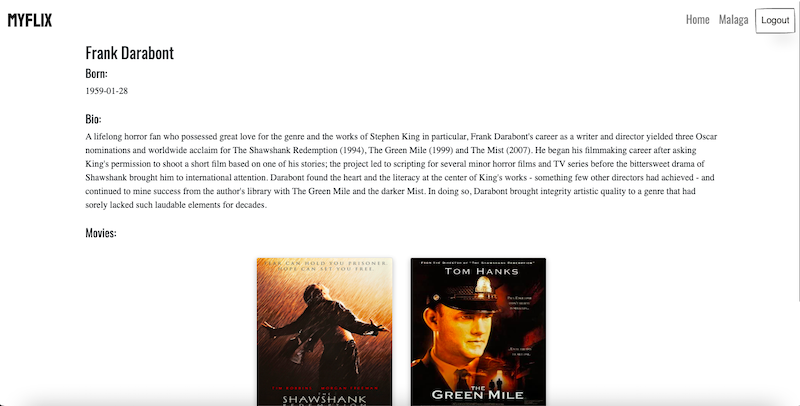 MYFLIX
Home Malaga Logout
Frank Darabont
Born:
1959-01-28
Bio:
A lifelong horror fan who possessed great love for the genre and the works of Stephen King in particular, Frank Darabont's career as a writer and director yielded three Oscar
nominations and worldwide acclaim for The Shawshank Redemption (1994), The Green Mile (1999) and The Mist (2007). He began his filmmaking career after asking
King's permission to shoot a short film based on one of his stories; the project led to scripting for several minor horror films and TV series before the bittersweet drama of
Shawshank brought him to international attention. Darabont found the heart and the literacy at the center of King's works - something few other directors had achieved - and
continued to mine success from the author's library with The Green Mile and the darker Mist. In doing so, Darabont brought integrity artistic quality to a genre that had
sorely lacked such laudable elements for decades.
Movies:
FEAR CAN HOLD YOU PRISONER.
HOPE CAN SET YOU FREE.
TIM ROBBINS MORGAN FREEMAN
THE
SHAWSHANK
REDEMPTION
FROM THE DIRECTOR OF "THE SHAWSHANK REDEMPTION"
TOM HANKS
THE
GREEN MILE